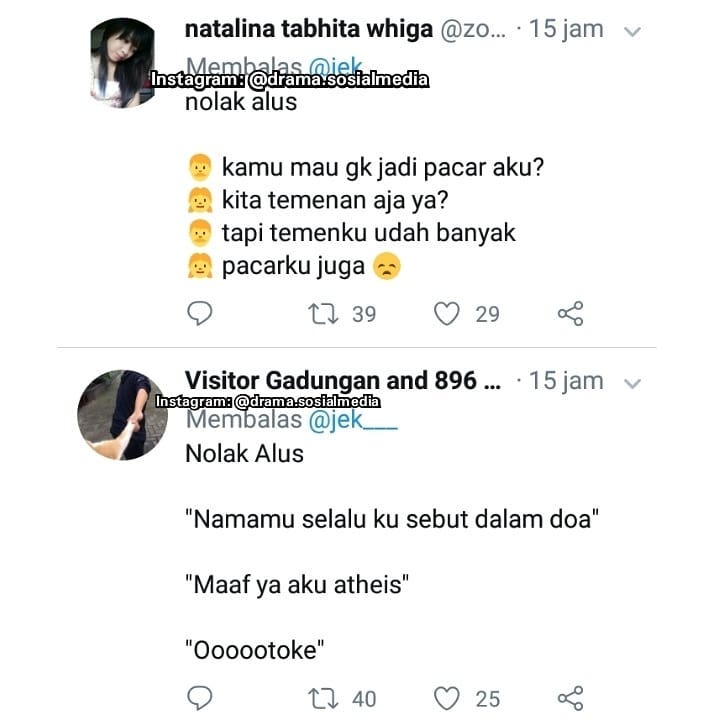 natalina tabhita whiga @zo... · 15 jam
Membalas @jek
Instagram: @drama.sosialmedia
nolak alus
👨 kamu mau gk jadi pacar aku?
👧 kita temenan aja ya?
👨 tapi temenku udah banyak
👧 pacarku juga 😞
39 29
Visitor Gadungan and 896 ... · 15 jam
Instagram: @drama.sosialmedia
Membalas @jek___
Nolak Alus
"Namamu selalu ku sebut dalam doa"
"Maaf ya aku atheis"
"Oooootoke"
40 25